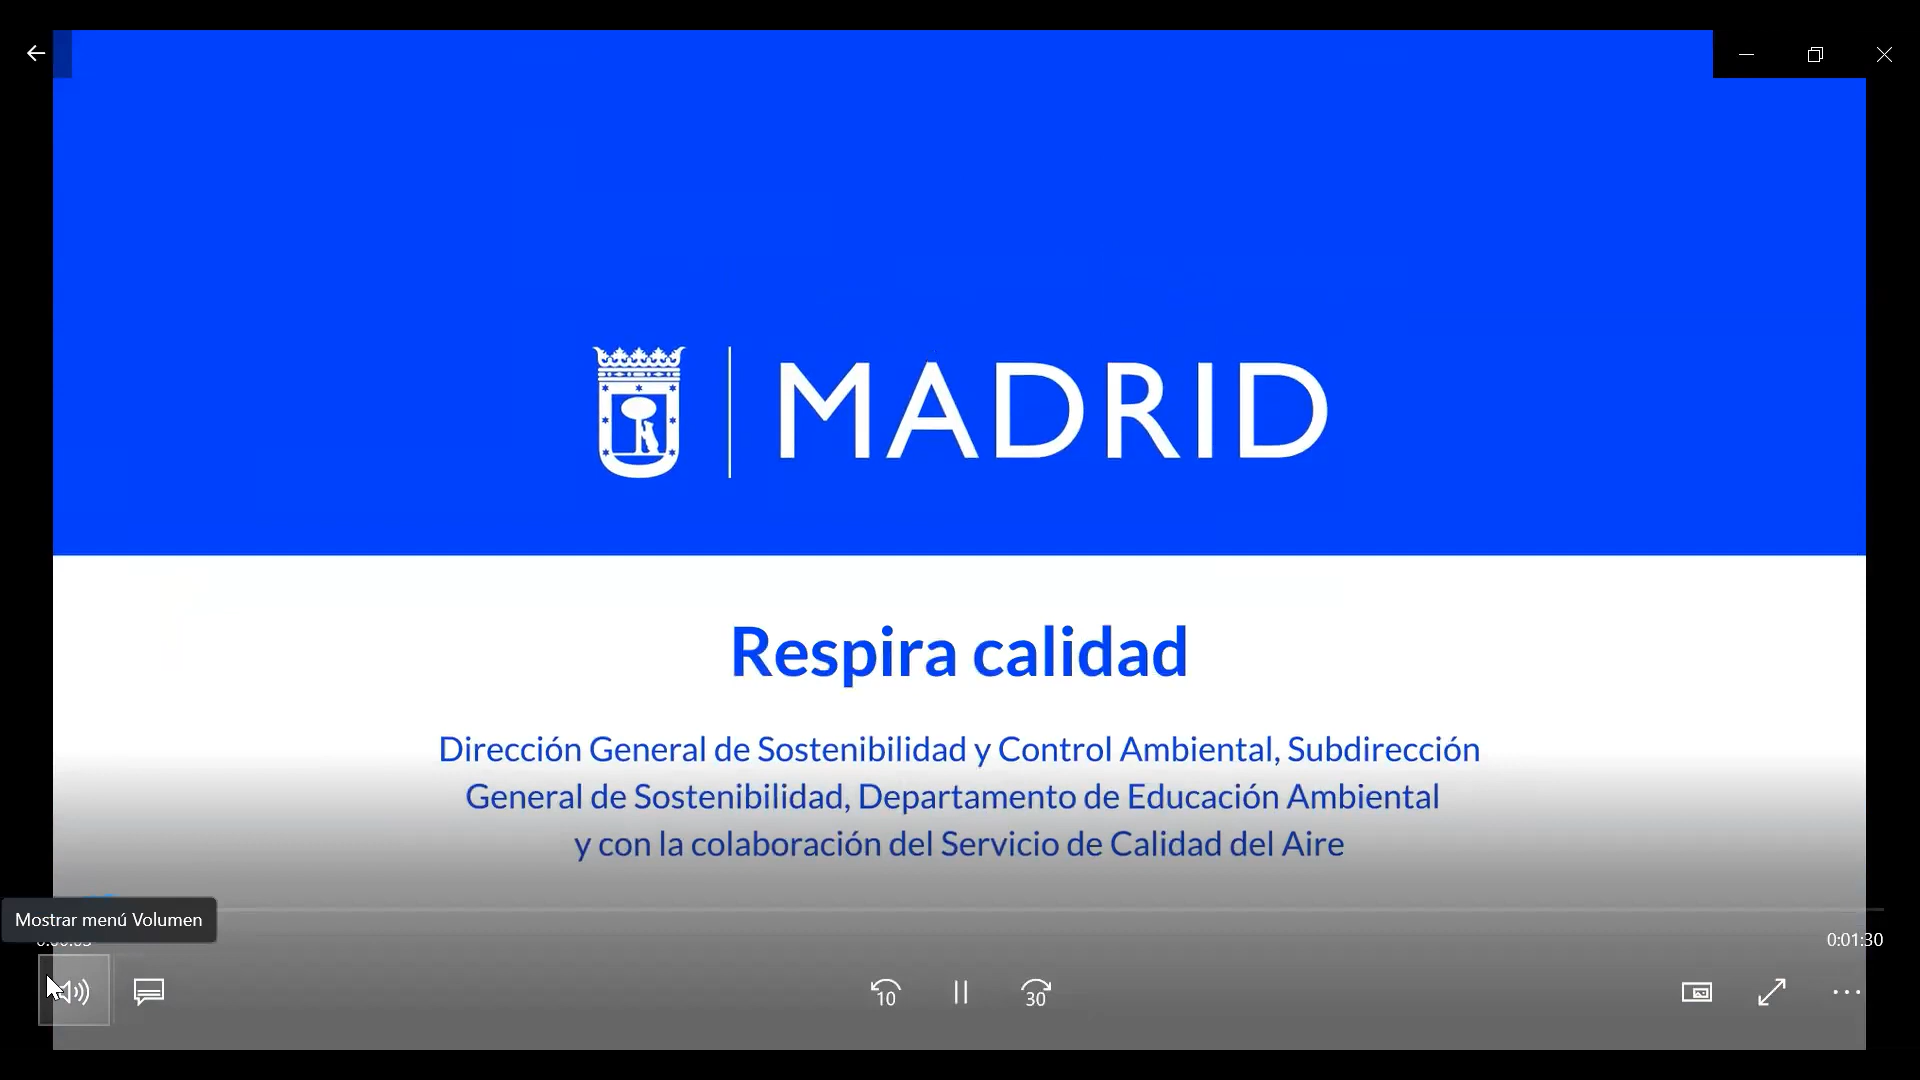 MADRID
Respira calidad
Dirección General de Sostenibilidad y Control Ambiental, Subdirección
General de Sostenibilidad, Departamento de Educación Ambiental
y con la colaboración del Servicio de Calidad del Aire
Mostrar menú Volumen
0:01:30
10
30